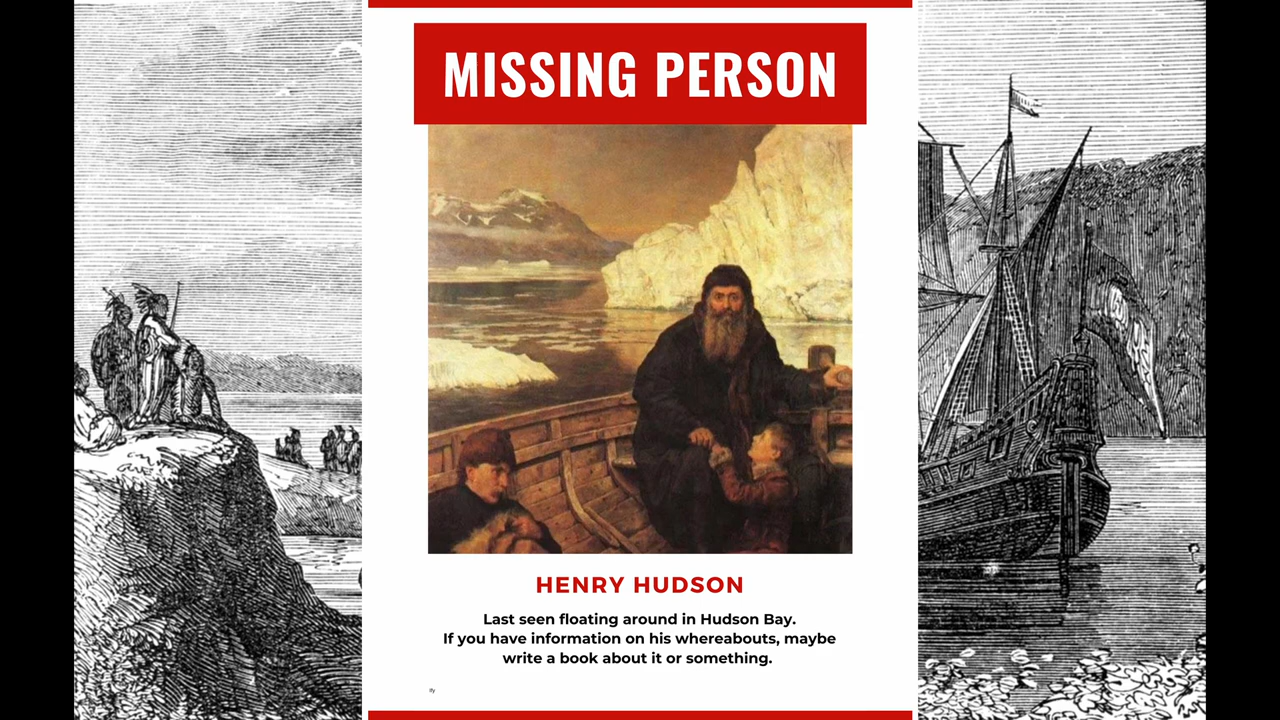 MISSING PERSON
HENRY HUDSON
Last seen floating around in Hudson Bay.
If you have information on his whereabouts, maybe
write a book about it or something.